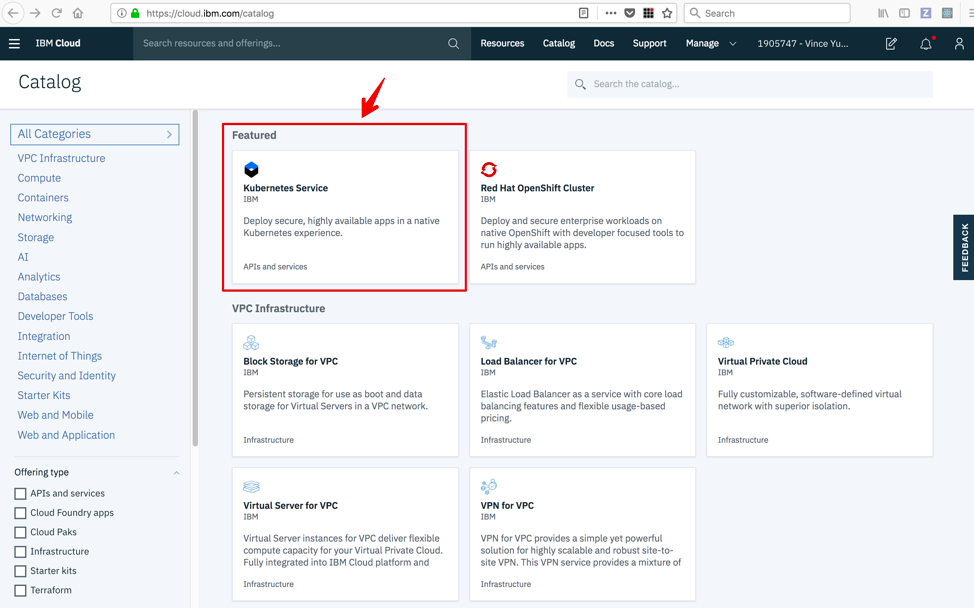 https://cloud.ibm.com/catalog
Search
IBM Cloud
Search resources and offerings...
Resources
Catalog
Docs
Support
Manage
1905747 - Vince Yu...
Catalog
Search the catalog...
All Categories
VPC Infrastructure
Compute
Containers
Networking
Storage
AI
Analytics
Databases
Developer Tools
Integration
Internet of Things
Security and Identity
Starter Kits
Web and Mobile
Web and Application
Offering type
APIs and services
Cloud Foundry apps
Cloud Paks
Infrastructure
Starter kits
Terraform
Featured
Kubernetes Service
IBM
Deploy secure, highly available apps in a native
Kubernetes experience.
APIs and services
Red Hat OpenShift Cluster
IBM
Deploy and secure enterprise workloads on
native OpenShift with developer focused tools to
run highly available apps.
APIs and services
VPC Infrastructure
Block Storage for VPC
IBM
Persistent storage for use as boot and data
storage for Virtual Servers in a VPC network.
Infrastructure
Load Balancer for VPC
IBM
Elastic Load Balancer as a service with core load
balancing features and flexible usage-based
pricing.
Infrastructure
Virtual Private Cloud
IBM
Fully customizable, software-defined virtual
network with superior isolation.
Infrastructure
Virtual Server for VPC
IBM
Virtual Server instances for VPC deliver flexible
compute capacity for your Virtual Private Cloud.
Fully integrated into IBM Cloud platform and
Infrastructure
VPN for VPC
IBM
VPN for VPC provides a simple yet powerful
solution for highly scalable and robust site-to-
site VPN. This VPN service provides a mixture of
Infrastructure
FEEDBACK